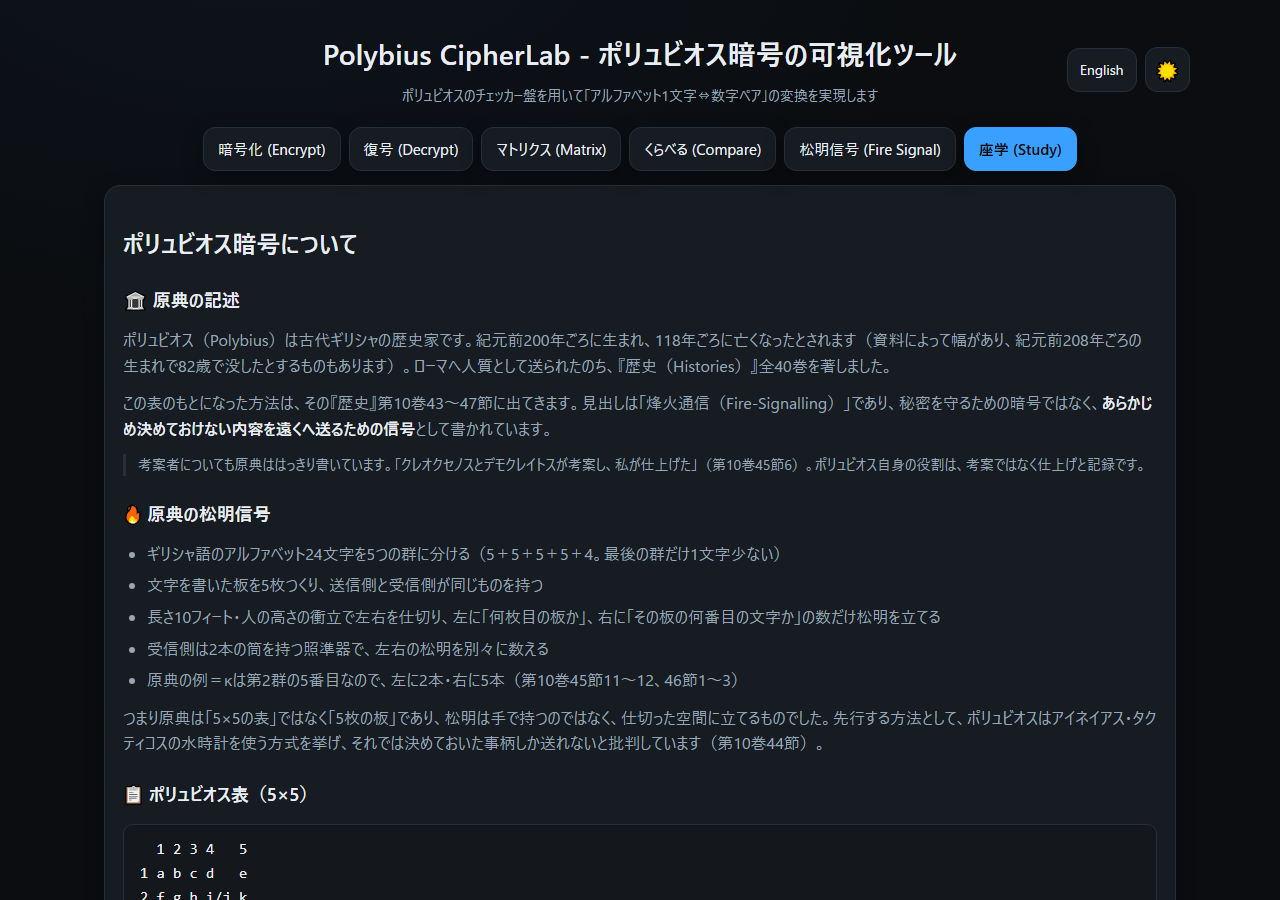 Polybius CipherLab - ポリュビオス暗号の可視化ツール
English
ポリュビオスのチェッカー盤を用いて「アルファベット1文字⇔数字ペア」の変換を実現します
暗号化 (Encrypt)
復号 (Decrypt)
マトリクス (Matrix)
くらべる (Compare)
松明信号 (Fire Signal)
座学 (Study)
ポリュビオス暗号について
🏛 原典の記述
ポリュビオス（Polybius）は古代ギリシャの歴史家です。紀元前200年ごろに生まれ、118年ごろに亡くなったとされます（資料によって幅があり、紀元前208年ごろの
生まれで82歳で没したとするものもあります）。ローマへ人質として送られたのち、『歴史（Histories）』全40巻を著しました。
この表のもとになった方法は、その『歴史』第10巻43〜47節に出てきます。見出しは「烽火通信（Fire-Signalling）」であり、秘密を守るための暗号ではなく、あらかじ
め決めておけない内容を遠くへ送るための信号として書かれています。
考案者についても原典ははっきり書いています。「クレオクセノスとデモクレイトスが考案し、私が仕上げた」（第10巻45節6）。ポリュビオス自身の役割は、考案ではなく仕上げと記録です。
🔥 原典の松明信号
• ギリシャ語のアルファベット24文字を5つの群に分ける（5＋5＋5＋5＋4。最後の群だけ1文字少ない）
• 文字を書いた板を5枚つくり、送信側と受信側が同じものを持つ
• 長さ10フィート・人の高さの衝立で左右を仕切り、左に「何枚目の板か」、右に「その板の何番目の文字か」の数だけ松明を立てる
• 受信側は2本の筒を持つ照準器で、左右の松明を別々に数える
• 原典の例＝κは第2群の5番目なので、左に2本・右に5本（第10巻45節11〜12、46節1〜3）
つまり原典は「5×5の表」ではなく「5枚の板」であり、松明は手で持つのではなく、仕切った空間に立てるものでした。先行する方法として、ポリュビオスはアイネイアス・タク
ティコスの水時計を使う方式を挙げ、それでは決めておいた事柄しか送れないと批判しています（第10巻44節）。
📋 ポリュビオス表（5×5）
1 2 3 4 5
1 a b c d e
2 f g h i/j k